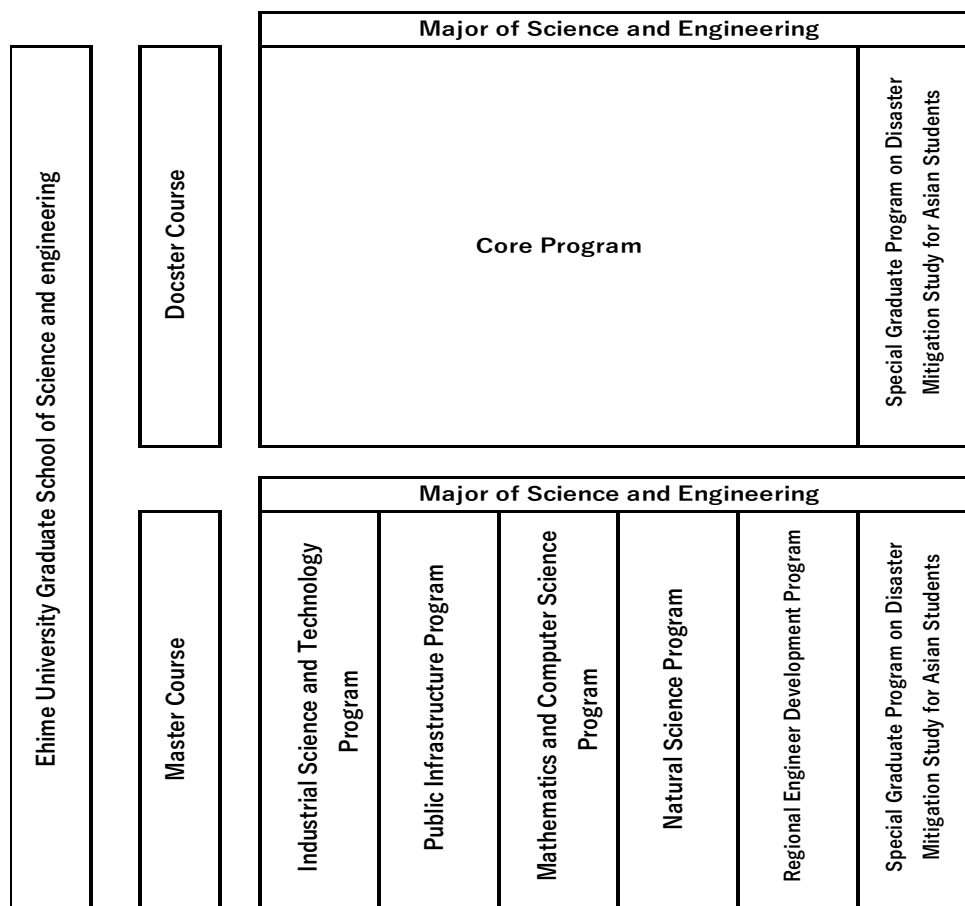 Ehime University Graduate School of Science and engineering
Docster Course
Major of Science and Engineering
Core Program
Special Graduate Program on Disaster
Mitigation Study for Asian Students
Master Course
Major of Science and Engineering
Industrial Science and Technology
Program
Public Infrastructure Program
Mathematics and Computer Science
Program
Natural Science Program
Regional Engineer Development Program
Special Graduate Program on Disaster
Mitigation Study for Asian Students